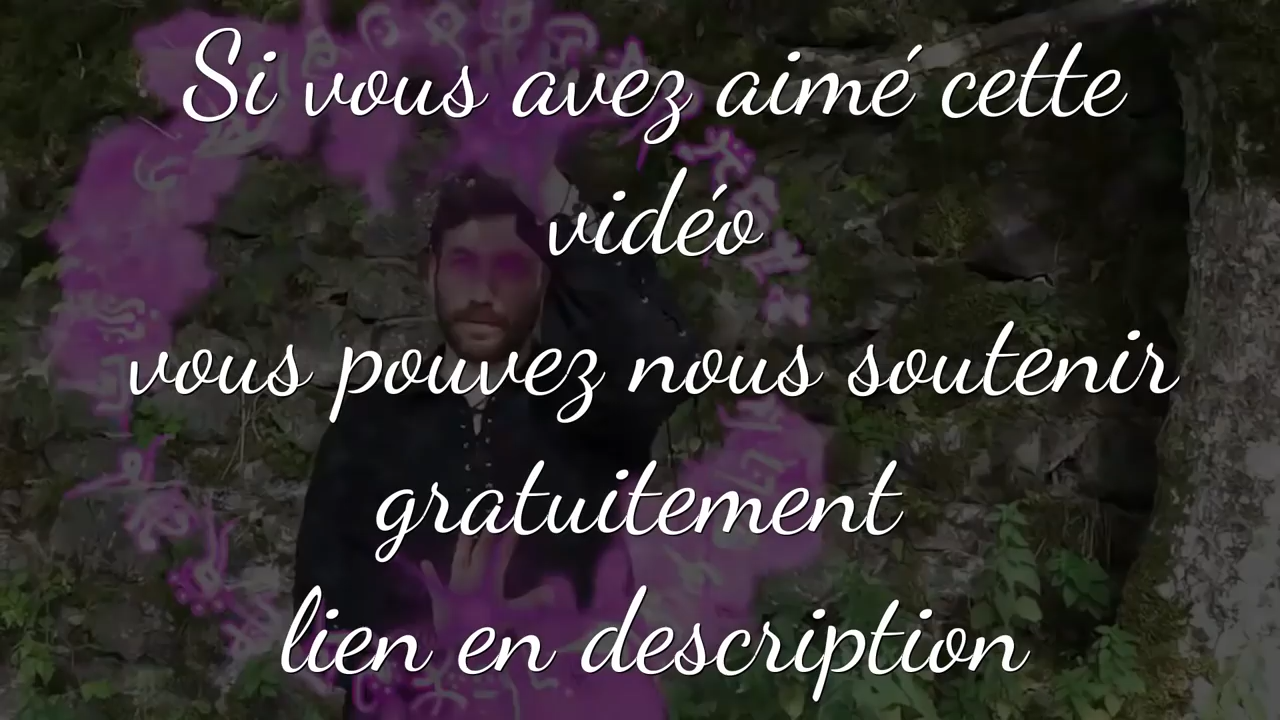 Si vous avez aimé cette
vidéo
vous pouvez nous soutenir
gratuitement
lien en description